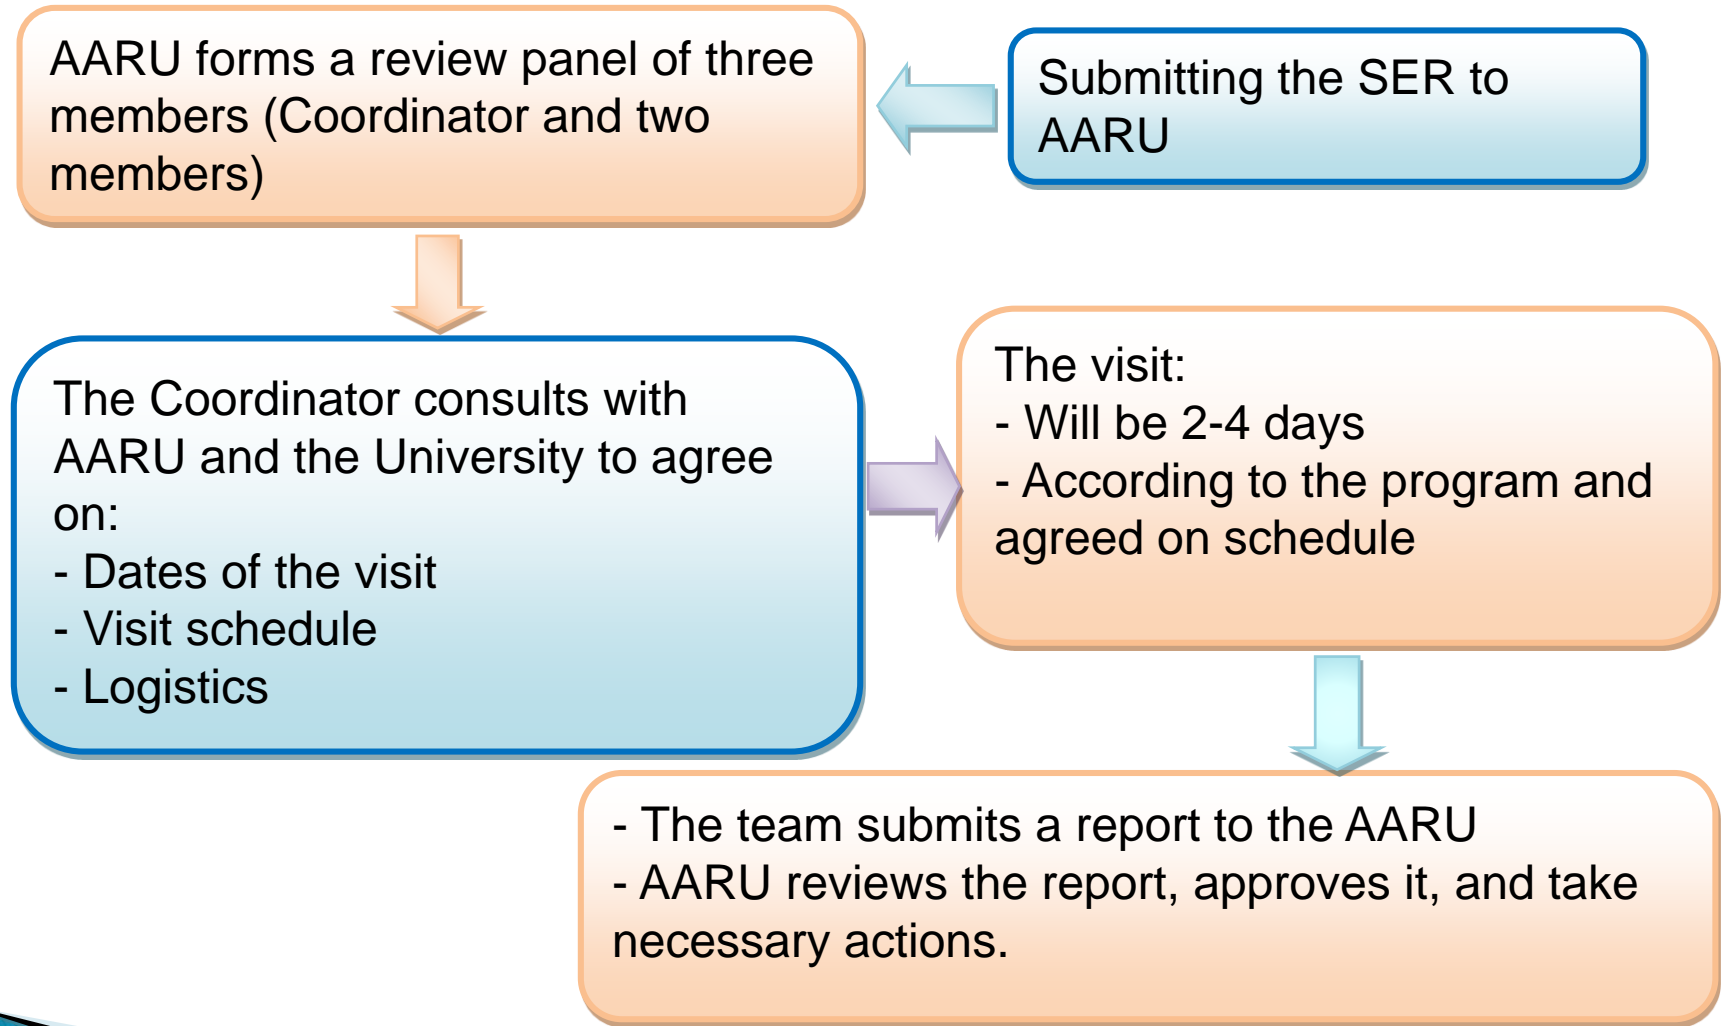 Submitting the SER to
AARU
AARU forms a review panel of three
members (Coordinator and two
members)
The Coordinator consults with
AARU and the University to agree
on:
- Dates of the visit
- Visit schedule
- Logistics
The visit:
- Will be 2-4 days
- According to the program and
agreed on schedule
- The team submits a report to the AARU
- AARU reviews the report, approves it, and take
necessary actions.